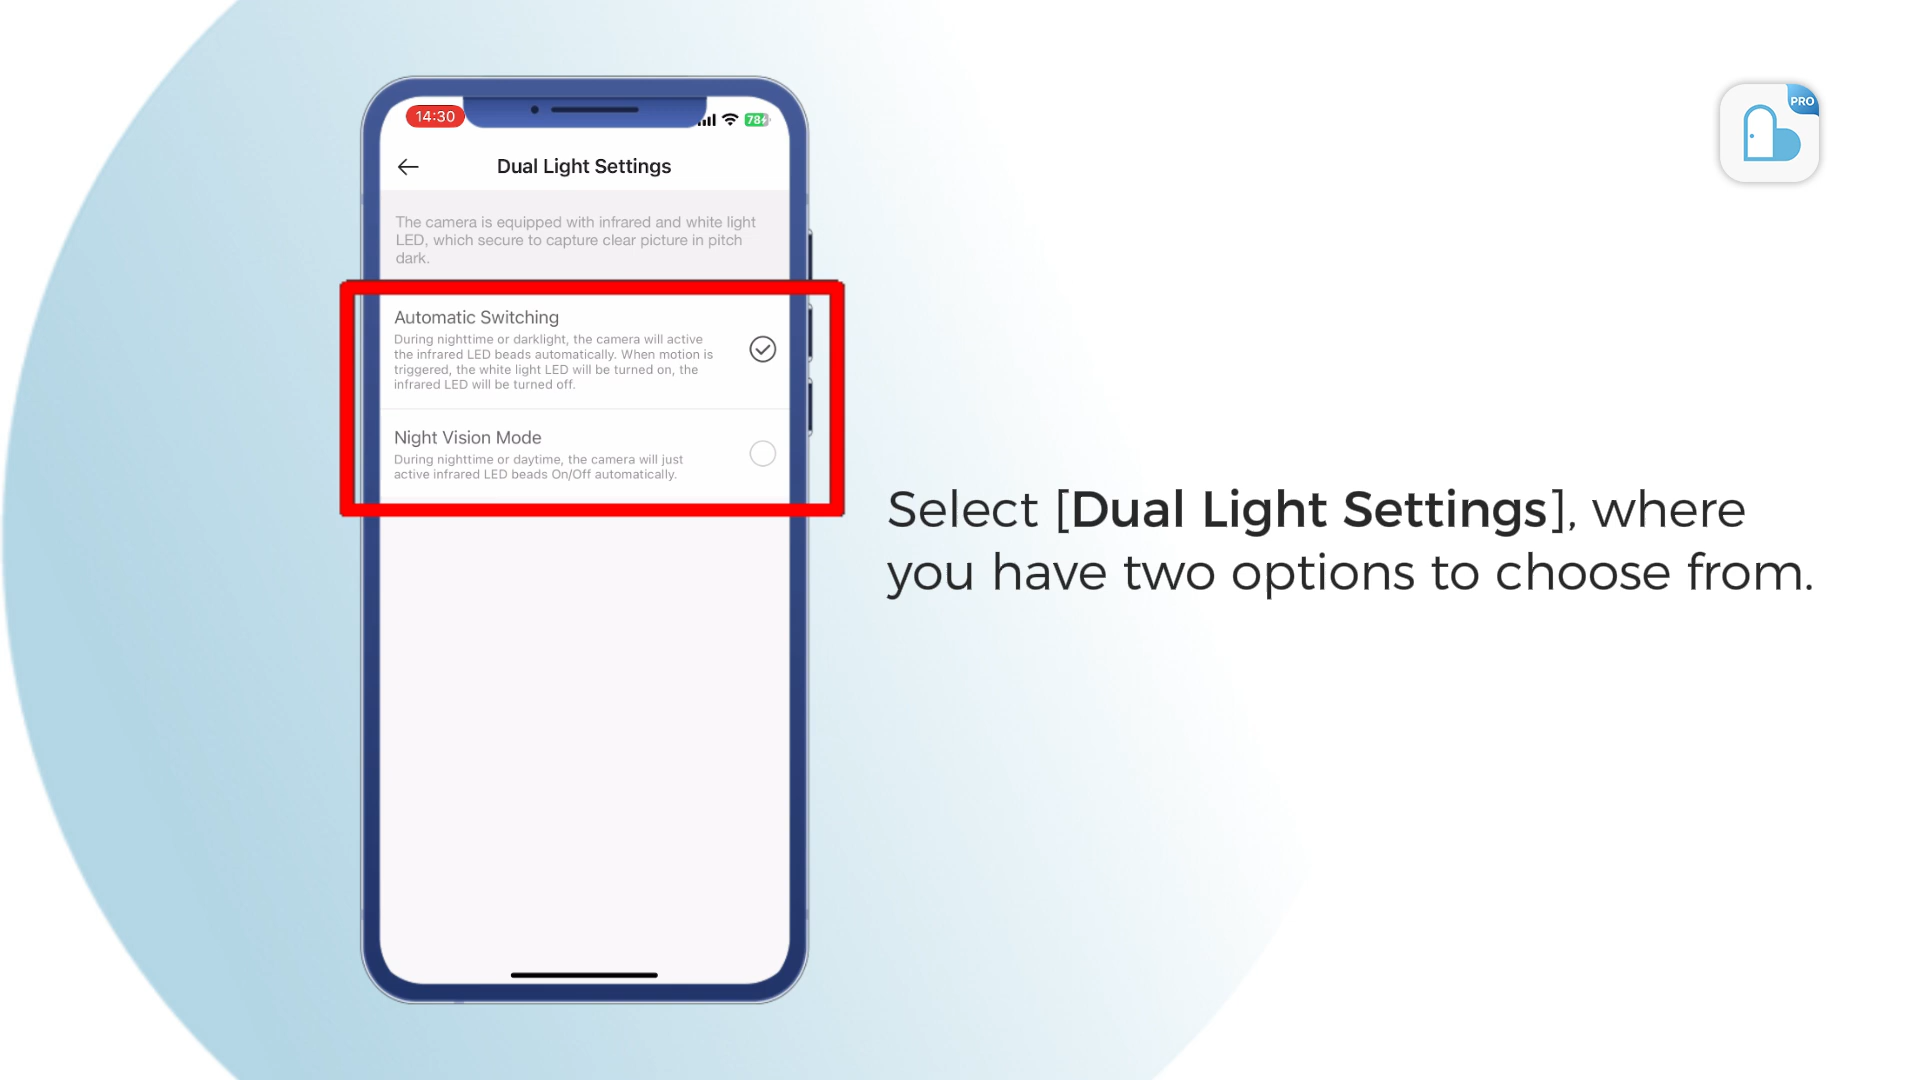 14:30
78
Dual Light Settings
The camera is equipped with infrared and white light
LED, which secure to capture clear picture in pitch
dark.
Automatic Switching
During nighttime or darklight, the camera will active
the infrared LED beads automatically. When motion is
triggered, the white light LED will be turned on, the
infrared LED will be turned off.
Night Vision Mode
During nighttime or daytime, the camera will just
active infrared LED beads On/Off automatically.
PRO
Select [Dual Light Settings], where
you have two options to choose from.